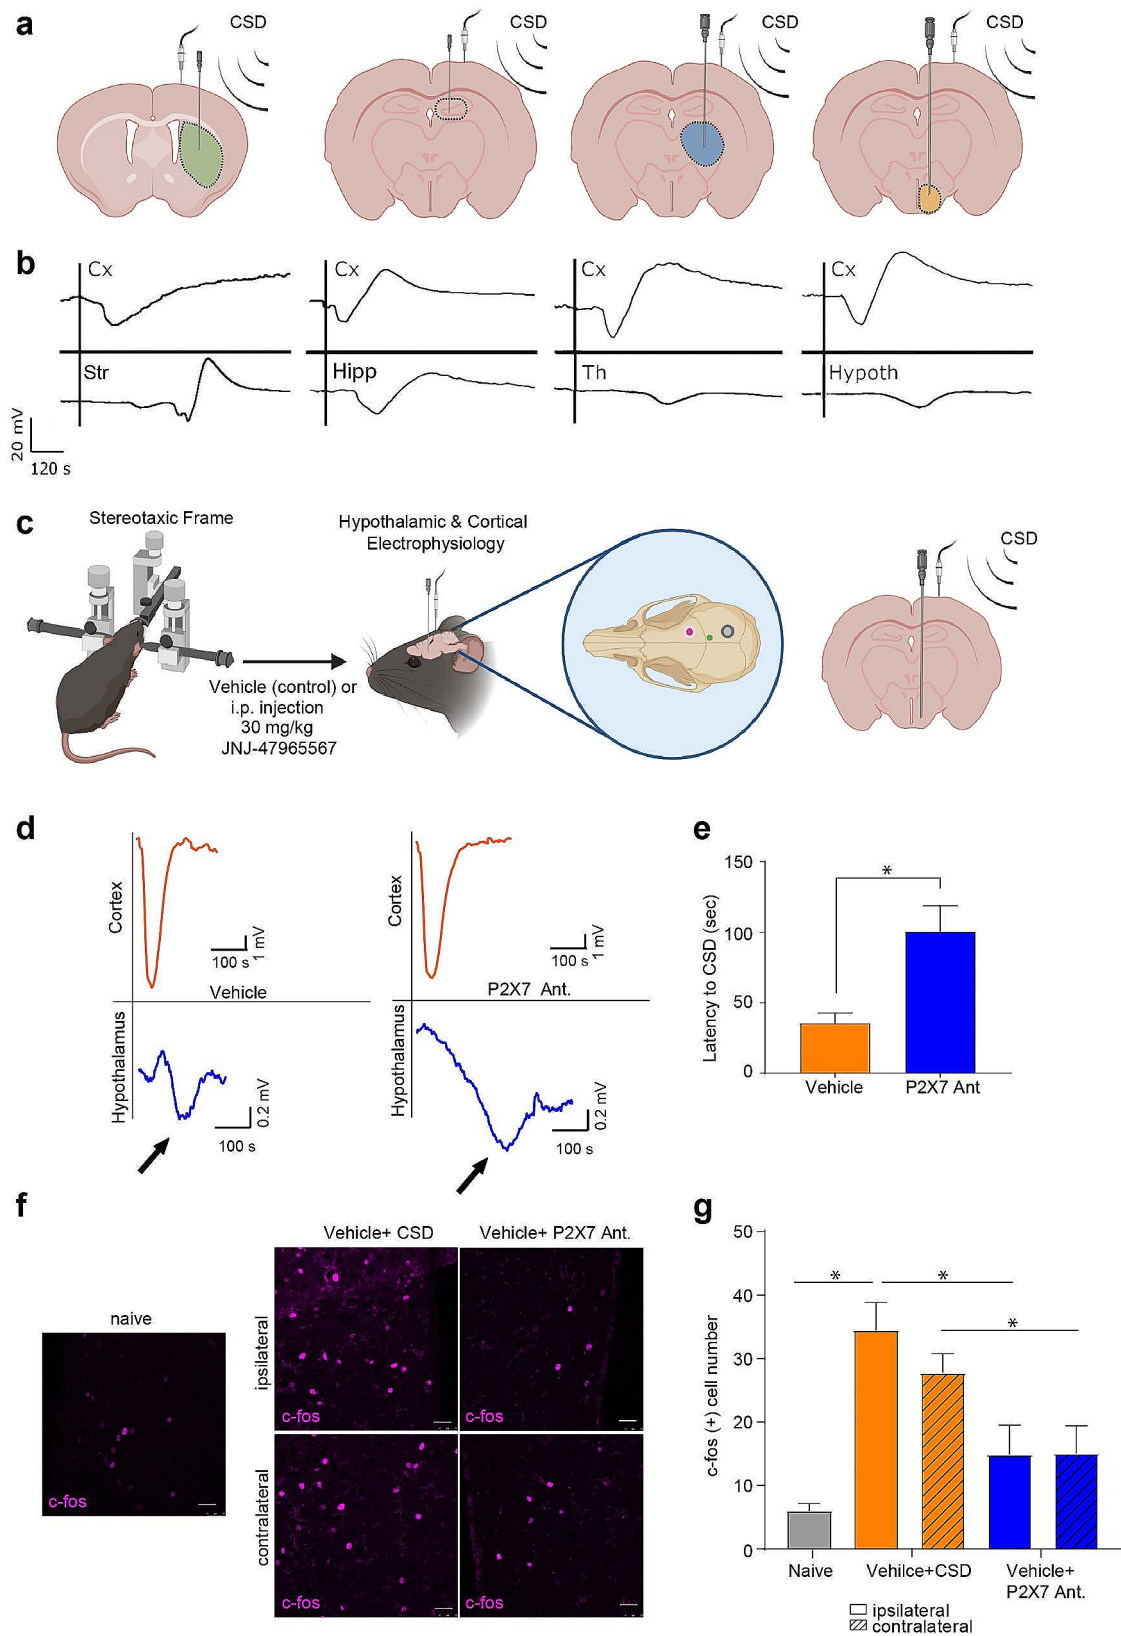 a
CSD
CSD
CSD
CSD
b
Cx
Cx
Cx
Cx
Str
Hipp
Th
Hypoth
20 mV
120 s
c
Stereotaxic Frame
Hypothalamic & Cortical
Electrophysiology
CSD
Vehicle (control) or
i.p. injection
30 mg/kg
JNJ-47965567
d
Cortex
100 s
1 mV
Vehicle
Hypothalamus
0.2 mV
100 s
Cortex
100 s
1 mV
P2X7 Ant.
Hypothalamus
0.2 mV
100 s
e
Latency to CSD (sec)
150
100
50
0
*
Vehicle
P2X7 Ant
f
naive
c-fos
Vehicle+ CSD
Vehicle+ P2X7 Ant.
ipsilateral
c-fos
c-fos
contralateral
c-fos
c-fos
g
c-fos (+) cell number
50
40
30
20
10
0
*
*
*
Naive
Vehilce+CSD
Vehicle+
P2X7 Ant.
ipsilateral
contralateral